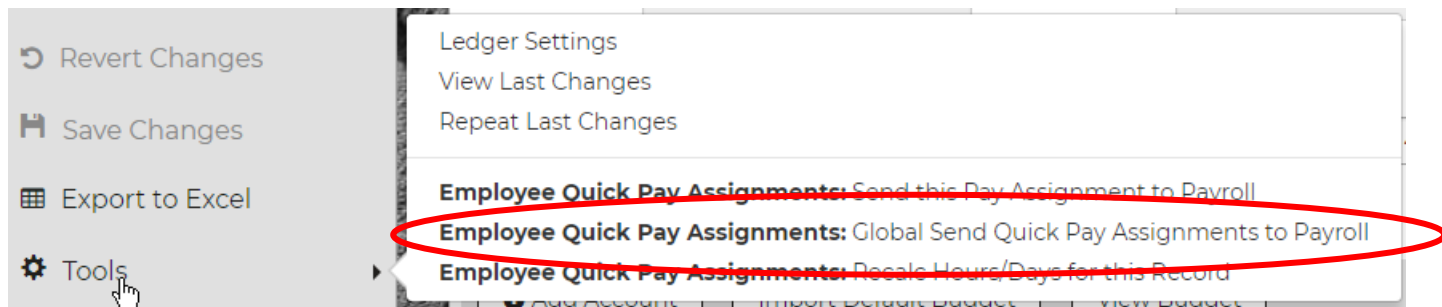 Revert Changes
Save Changes
Export to Excel
Tools
Ledger Settings
View Last Changes
Repeat Last Changes
Employee Quick Pay Assignments: Send this Pay Assignment to Payroll
Employee Quick Pay Assignments: Global Send Quick Pay Assignments to Payroll
Employee Quick Pay Assignments: Recalc Hours/Days for this Record
Add Account Import Default Budget View Budget